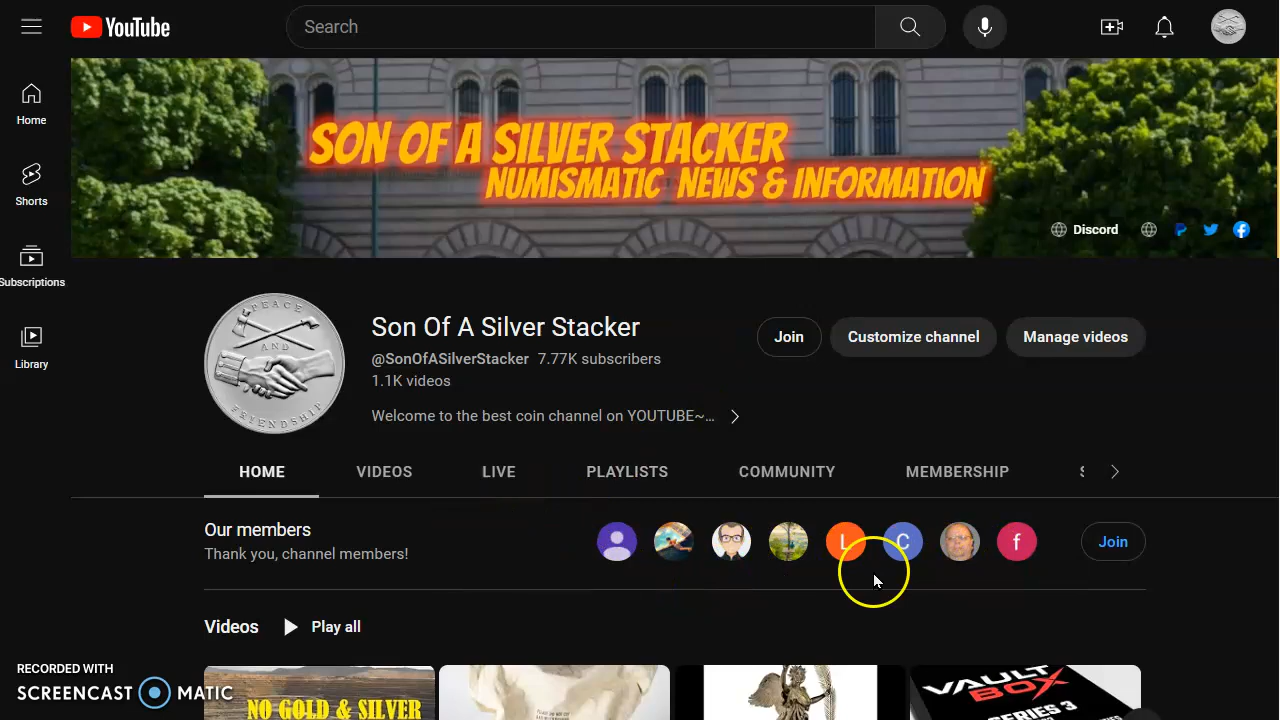 YouTube
Search
Home
Shorts
Subscriptions
Library
SON OF A SILVER STACKER
NUMISMATIC NEWS & INFORMATION
Discord
PEACE
AND
FRIENDSHIP
Son Of A Silver Stacker
@SonOfASilverStacker 7.77K subscribers
1.1K videos
Welcome to the best coin channel on YOUTUBE~...
Join
Customize channel
Manage videos
HOME
VIDEOS
LIVE
PLAYLISTS
COMMUNITY
MEMBERSHIP
Our members
Thank you, channel members!
L
C
f
Join
Videos
Play all
RECORDED WITH
SCREENCAST MATIC
NO GOLD & SILVER
VAULT
BOX
SERIES 3